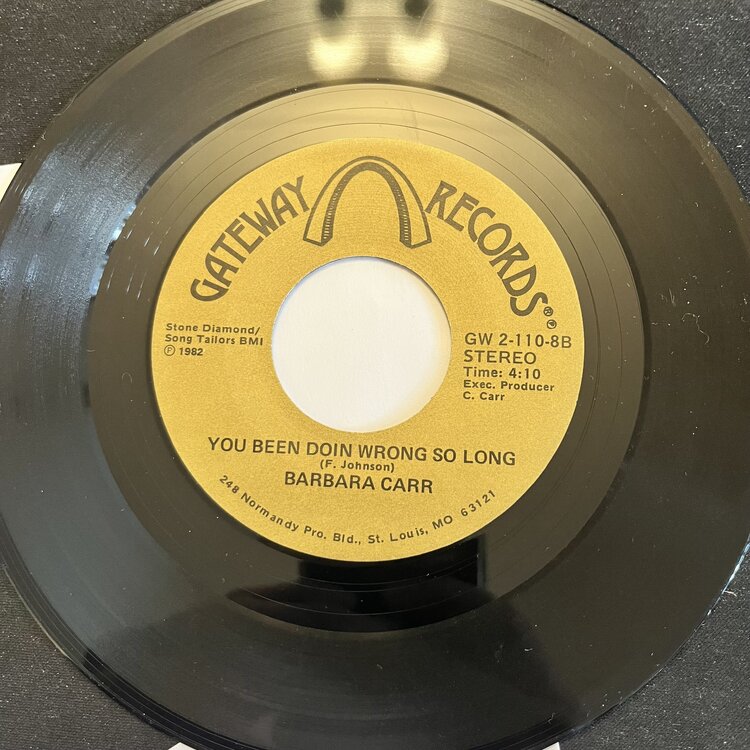 GATEWAY RECORDS®
Stone Diamond/
Song Tailors BMI
℗ 1982
GW 2-110-8B
STEREO
Time: 4:10
Exec. Producer
C. Carr
YOU BEEN DOIN WRONG SO LONG
(F. Johnson)
BARBARA CARR
248 Normandy Pro. Bld., St. Louis, MO 63121